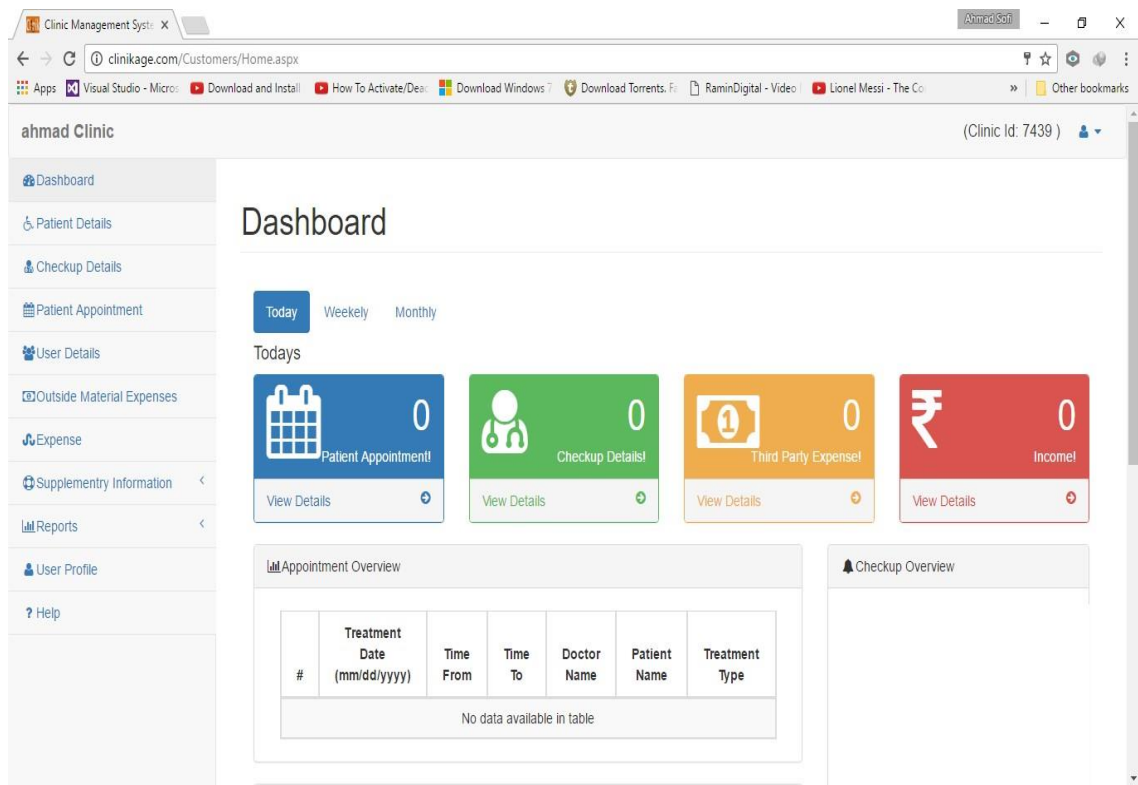 Clinic Management Syste
Ahmad Sofi
clinikage.com/Customers/Home.aspx
Apps Visual Studio - Micros Download and Install How To Activate/Deac Download Windows 7 Download Torrents. Fa RaminDigital - Video Lionel Messi - The Co » Other bookmarks
ahmad Clinic (Clinic Id: 7439 )
Dashboard
Patient Details
Checkup Details
Patient Appointment
User Details
Outside Material Expenses
Expense
Supplementry Information
Reports
User Profile
? Help
Dashboard
Today Weekely Monthly
Todays
0
Patient Appointment!
View Details
0
Checkup Details!
View Details
1
0
Third Party Expense!
View Details
₹
0
Income!
View Details
Appointment Overview
# Treatment Date (mm/dd/yyyy) Time From Time To Doctor Name Patient Name Treatment Type
No data available in table
Checkup Overview